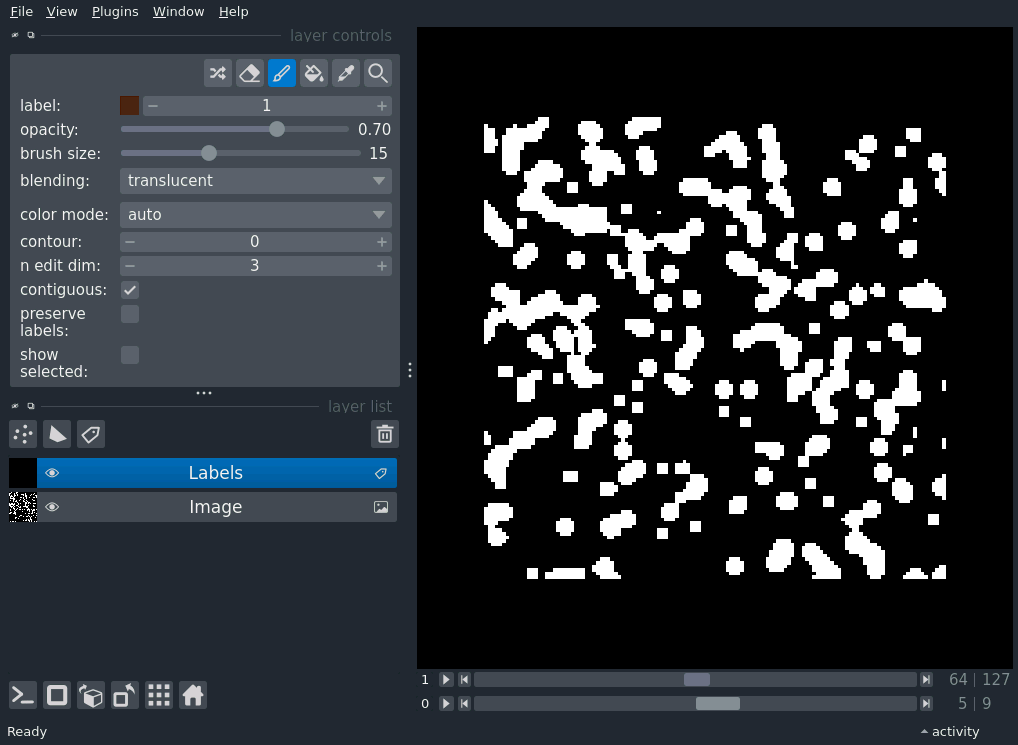 File View Plugins Window Help
layer controls
label: 1
opacity: 0.70
brush size: 15
blending: translucent
color mode: auto
contour: 0
n edit dim: 3
contiguous:
preserve
labels:
show
selected:
layer list
Labels
Image
1 64 | 127
0 5 | 9
Ready activity